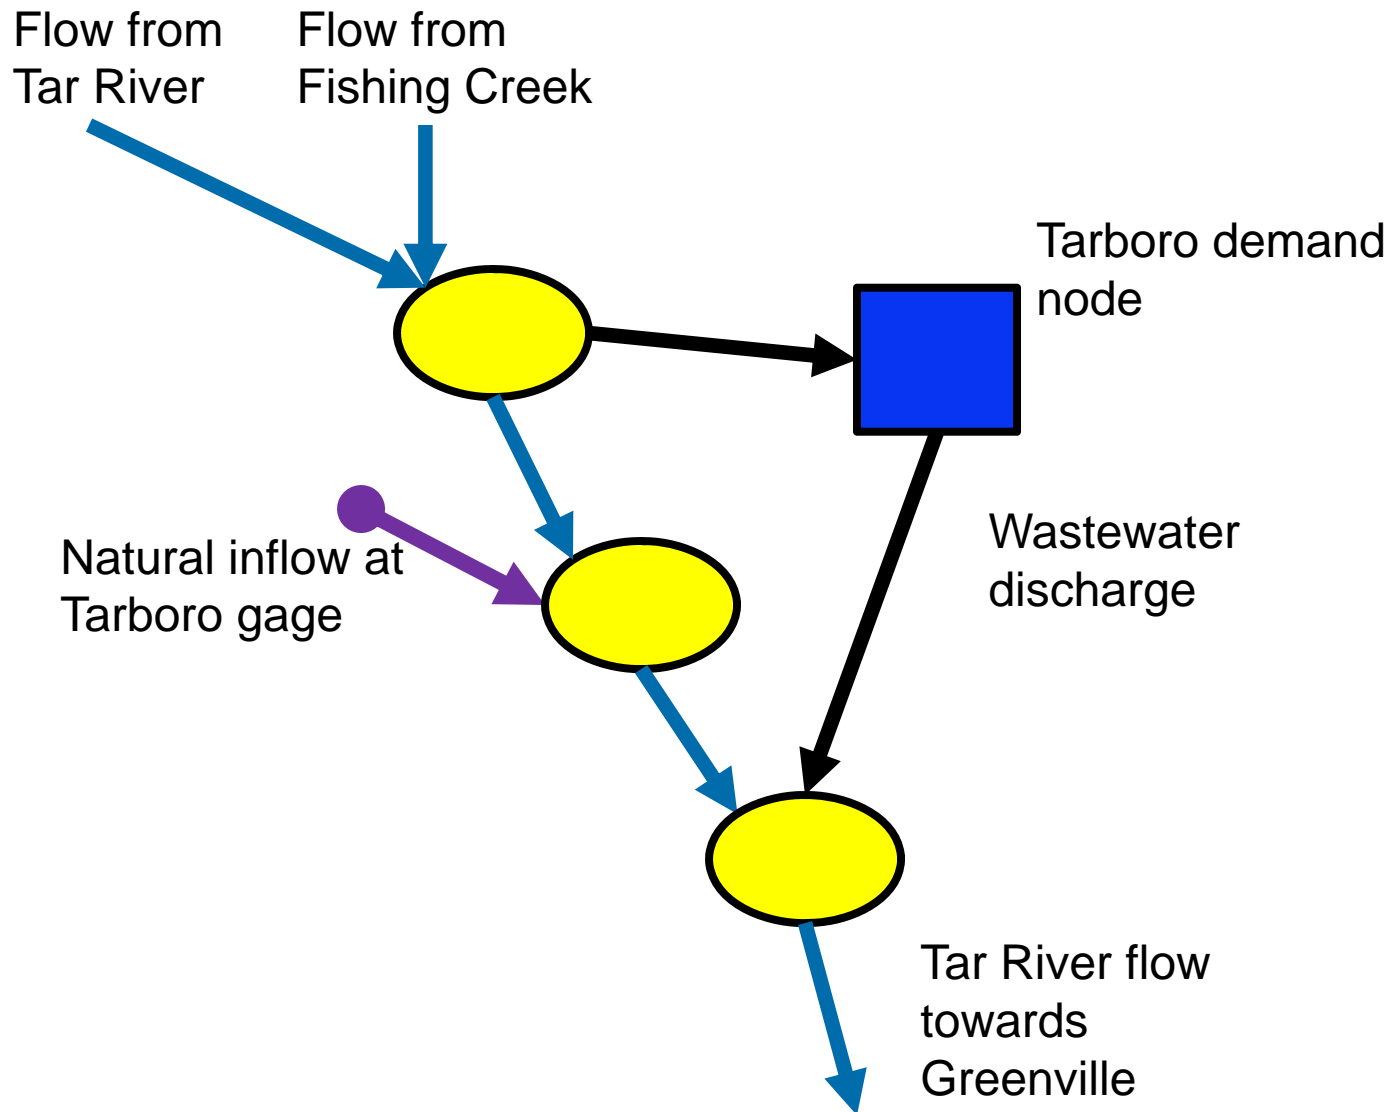 Flow from
Tar River
Flow from
Fishing Creek
Tarboro demand
node
Natural inflow at
Tarboro gage
Wastewater
discharge
Tar River flow
towards
Greenville